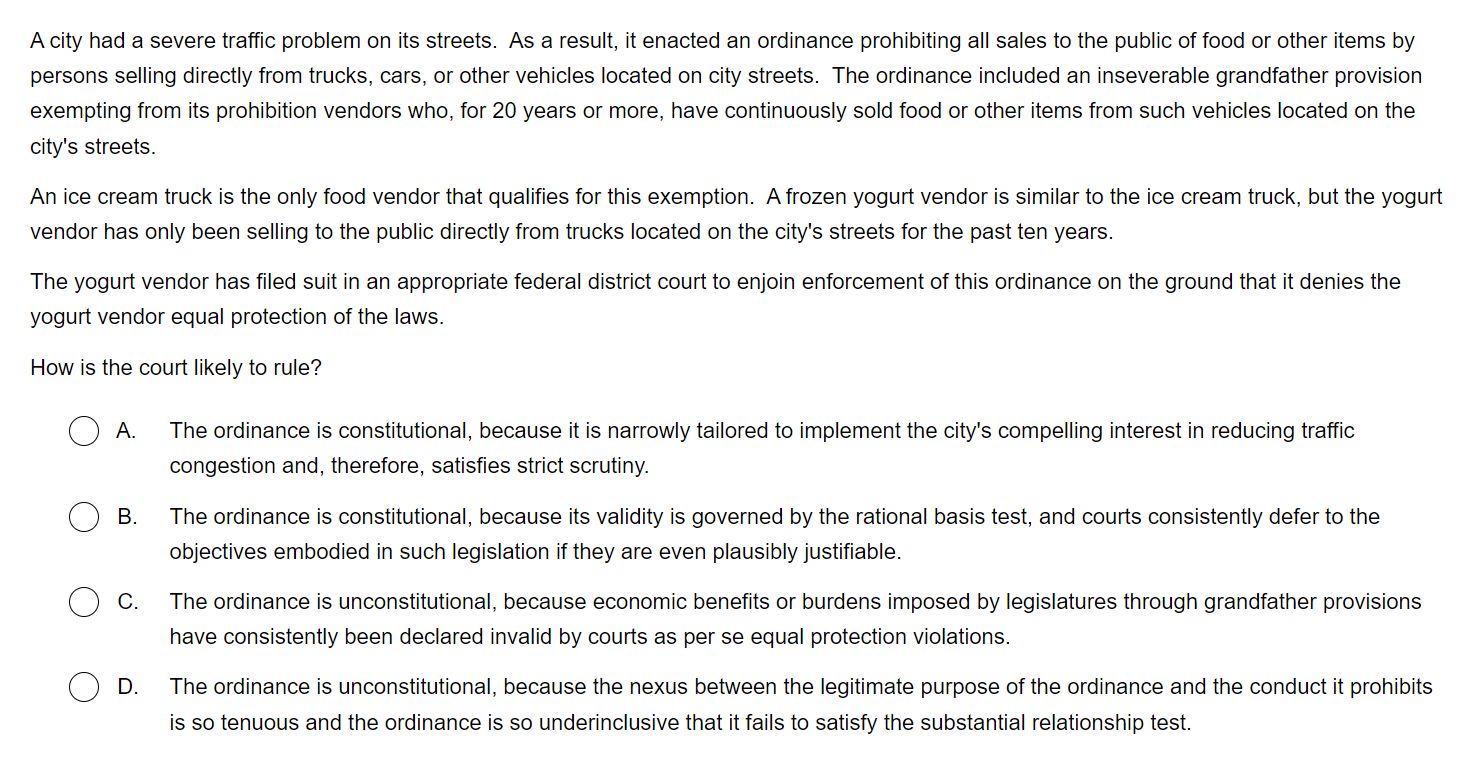 A city had a severe traffic problem on its streets.  As a result, it enacted an ordinance prohibiting all sales to the public of food or other items by
persons selling directly from trucks, cars, or other vehicles located on city streets.  The ordinance included an inseverable grandfather provision
exempting from its prohibition vendors who, for 20 years or more, have continuously sold food or other items from such vehicles located on the
city's streets.
An ice cream truck is the only food vendor that qualifies for this exemption.  A frozen yogurt vendor is similar to the ice cream truck, but the yogurt
vendor has only been selling to the public directly from trucks located on the city's streets for the past ten years.
The yogurt vendor has filed suit in an appropriate federal district court to enjoin enforcement of this ordinance on the ground that it denies the
yogurt vendor equal protection of the laws.
How is the court likely to rule?
A. The ordinance is constitutional, because it is narrowly tailored to implement the city's compelling interest in reducing traffic
congestion and, therefore, satisfies strict scrutiny.
B. The ordinance is constitutional, because its validity is governed by the rational basis test, and courts consistently defer to the
objectives embodied in such legislation if they are even plausibly justifiable.
C. The ordinance is unconstitutional, because economic benefits or burdens imposed by legislatures through grandfather provisions
have consistently been declared invalid by courts as per se equal protection violations.
D. The ordinance is unconstitutional, because the nexus between the legitimate purpose of the ordinance and the conduct it prohibits
is so tenuous and the ordinance is so underinclusive that it fails to satisfy the substantial relationship test.